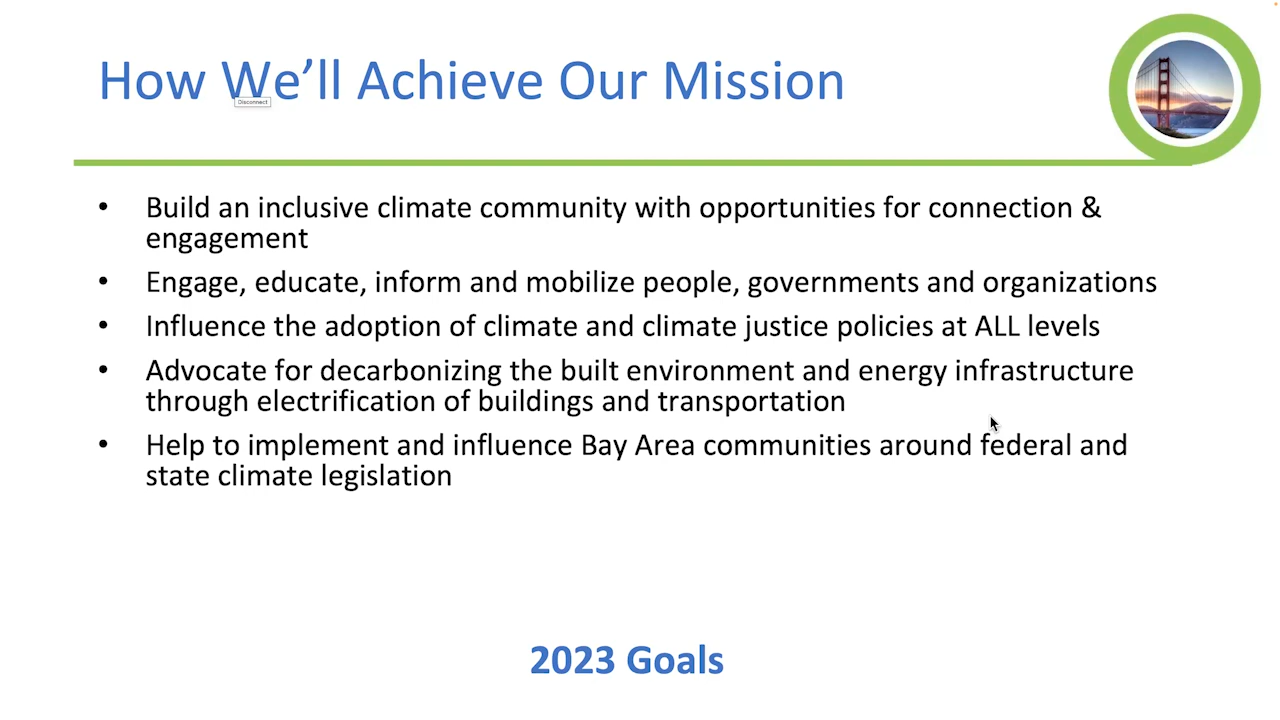 How We’ll Achieve Our Mission
Disconnect
• Build an inclusive climate community with opportunities for connection &
engagement
• Engage, educate, inform and mobilize people, governments and organizations
• Influence the adoption of climate and climate justice policies at ALL levels
• Advocate for decarbonizing the built environment and energy infrastructure
through electrification of buildings and transportation
• Help to implement and influence Bay Area communities around federal and
state climate legislation
2023 Goals